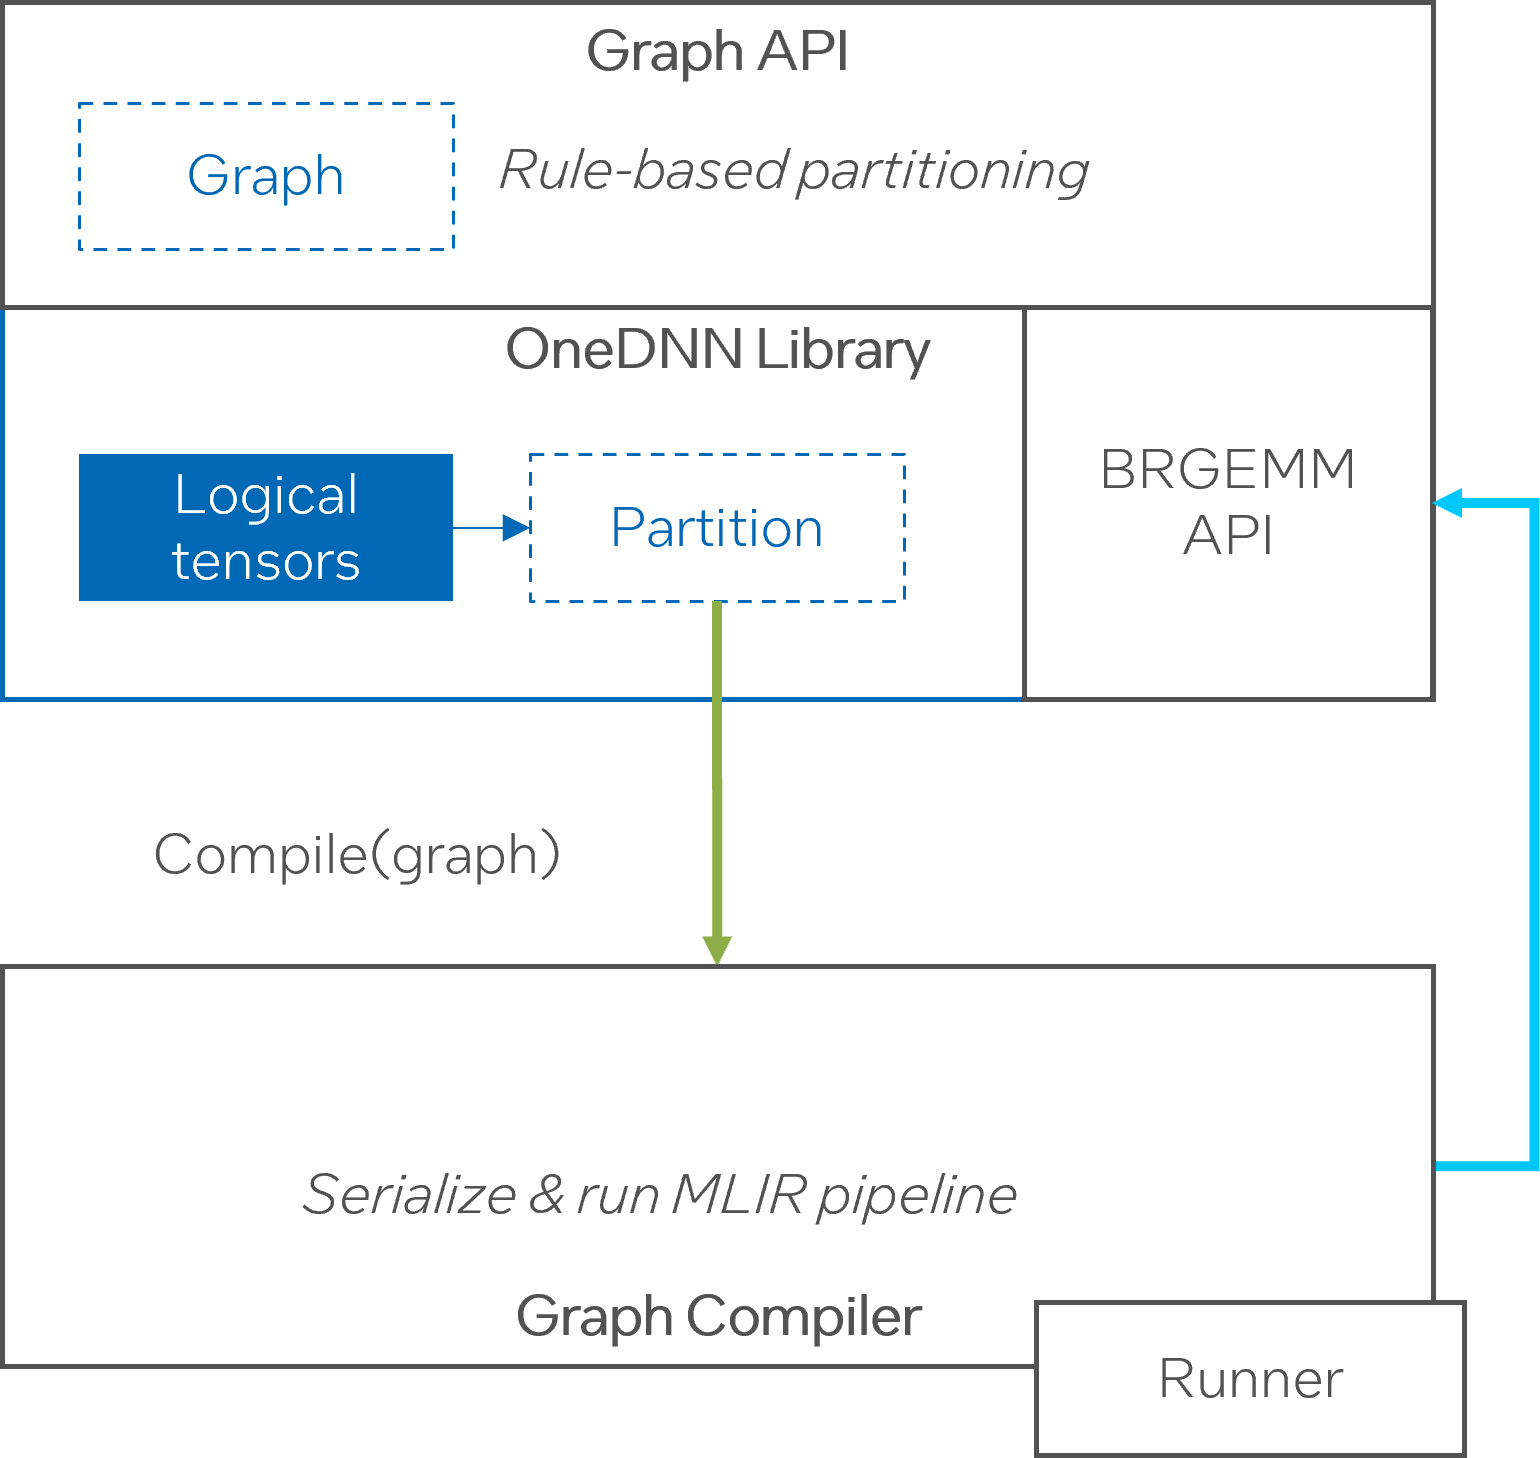 Graph API
Graph
Rule-based partitioning
OneDNN Library
Logical
tensors
Partition
BRGEMM
API
Compile(graph)
Serialize & run MLIR pipeline
Graph Compiler
Runner